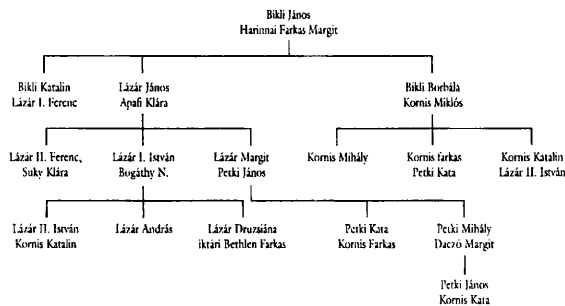 Bikli János
Harinnai Farkas Margit
Bikli Katalin
Lázár I. Ferenc
Lázár János
Apafi Klára
Bikli Borbála
Kornis Miklós
Lázár II. Ferenc,
Suky Klára
Lázár I. István
Bogáthy N.
Lázár Margit
Petki János
Kornis Mihály
Kornis farkas
Petki Kata
Kornis Katalin
Lázár II. István
Lázár II. István
Kornis Katalin
Lázár András
Lázár Druzsiána
iktári Bethlen Farkas
Petki Kata
Kornis Farkas
Petki Mihály
Daczó Margit
Petki János
Kornis Kata